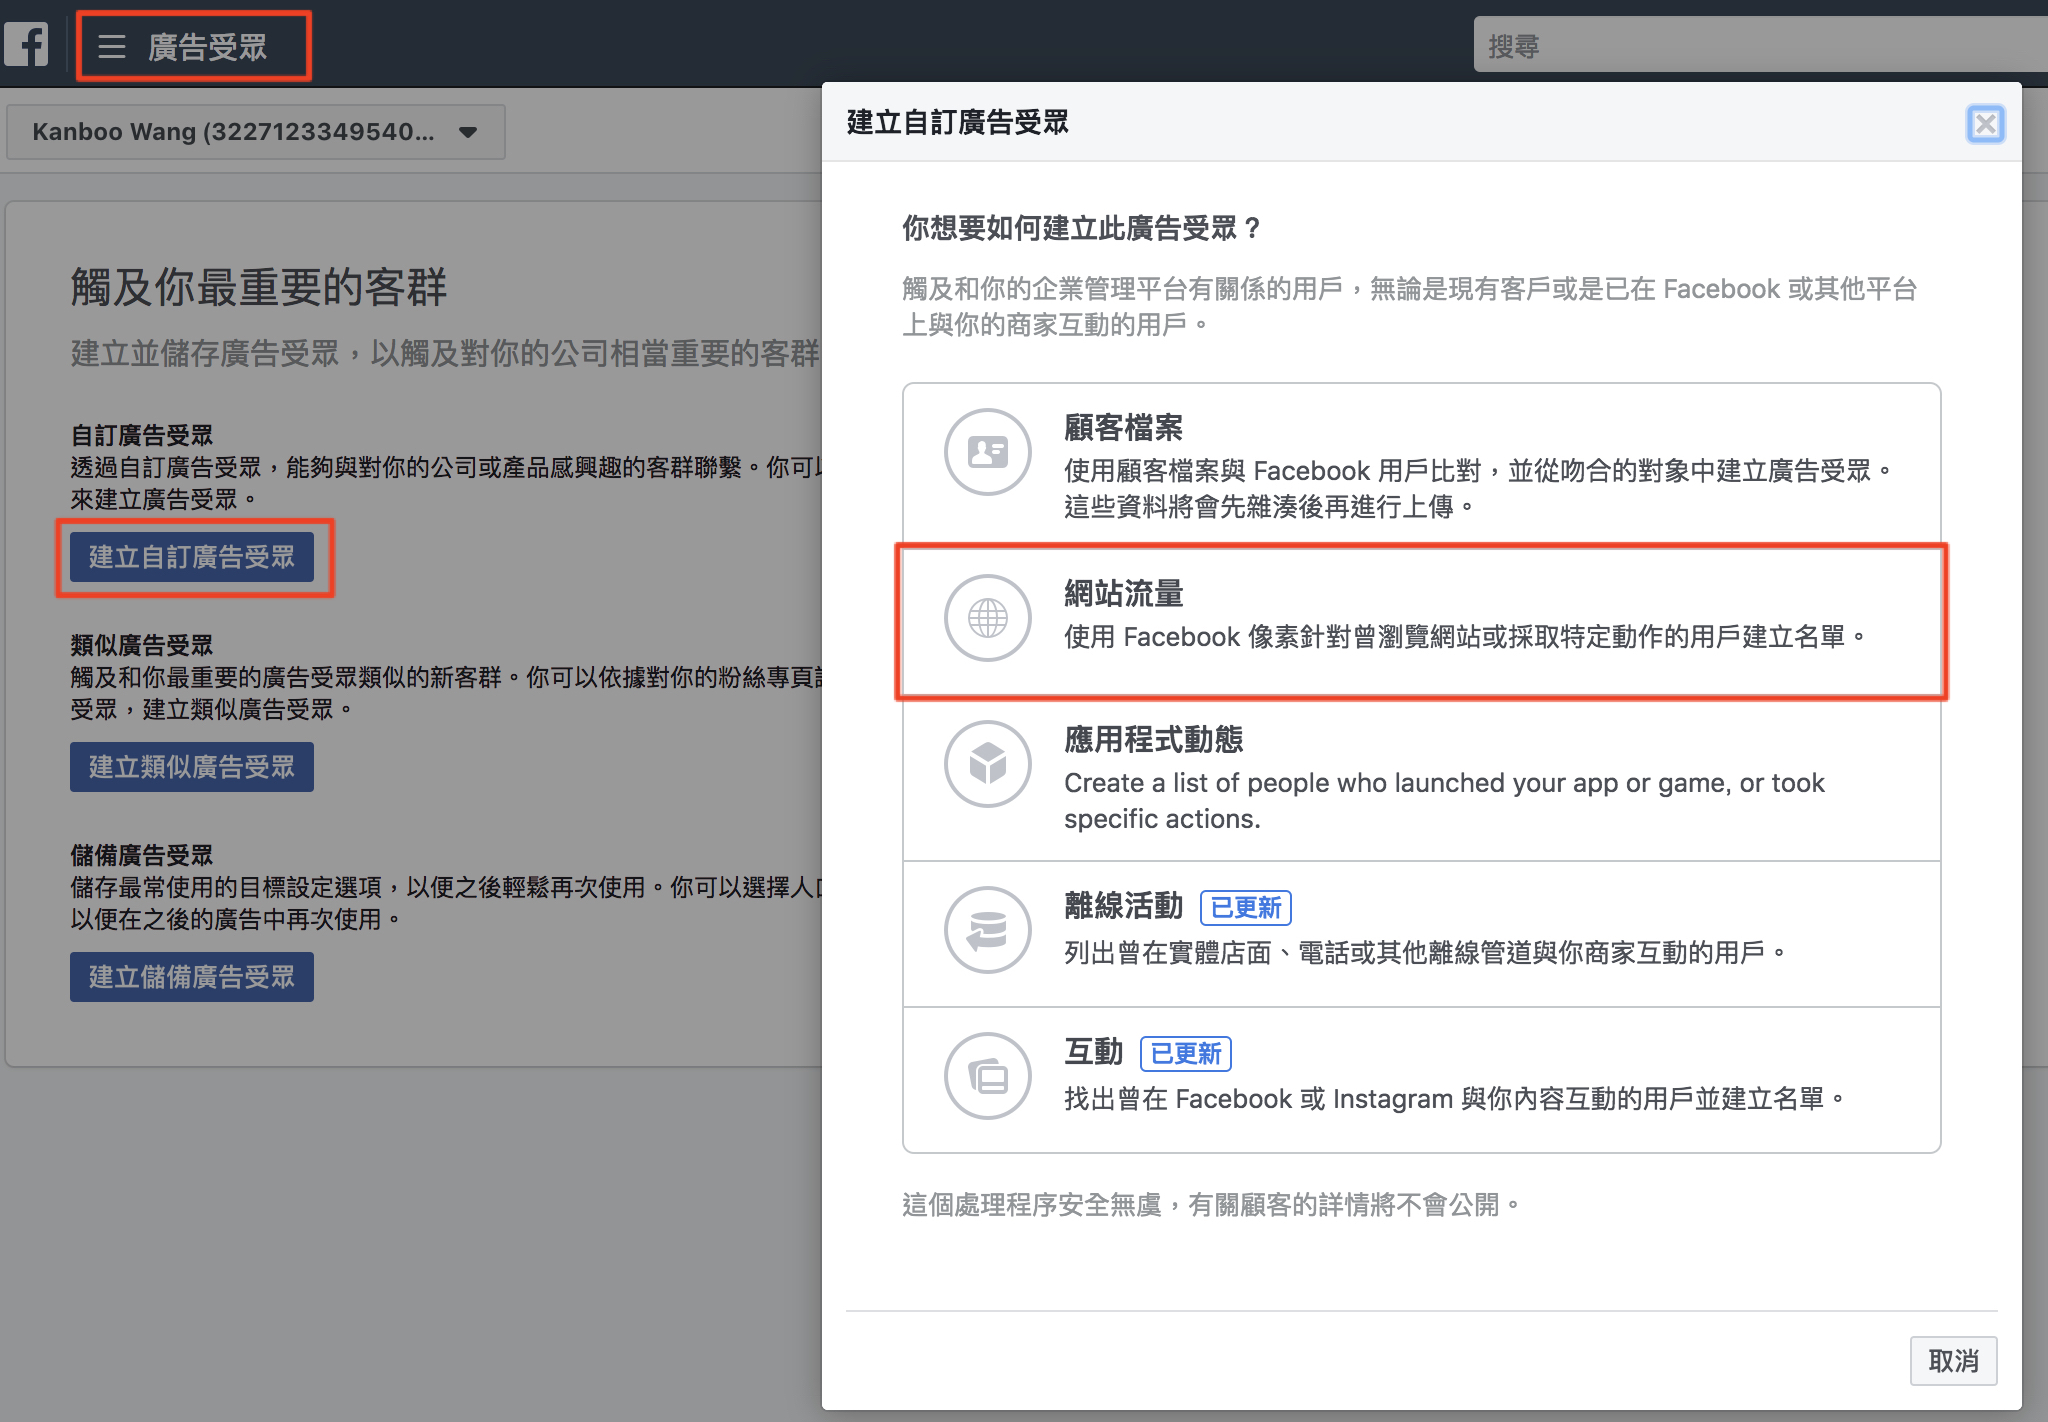 廣告受眾
搜尋
Kanboo Wang (3227123349540...
觸及你最重要的客群
建立並儲存廣告受眾，以觸及對你的公司相當重要的客群
自訂廣告受眾
透過自訂廣告受眾，能夠與對你的公司或產品感興趣的客群聯繫。你可
來建立廣告受眾。
建立自訂廣告受眾
類似廣告受眾
觸及和你最重要的廣告受眾類似的新客群。你可以依據對你的粉絲專頁
受眾，建立類似廣告受眾。
建立類似廣告受眾
儲備廣告受眾
儲存最常使用的目標設定選項，以便之後輕鬆再次使用。你可以選擇人
以便在之後的廣告中再次使用。
建立儲備廣告受眾
建立自訂廣告受眾
你想要如何建立此廣告受眾？
觸及和你的企業管理平台有關係的用戶，無論是現有客戶或是已在 Facebook 或其他平台
上與你的商家互動的用戶。
顧客檔案
使用顧客檔案與 Facebook 用戶比對，並從吻合的對象中建立廣告受眾。
這些資料將會先雜湊後再進行上傳。
網站流量
使用 Facebook 像素針對曾瀏覽網站或採取特定動作的用戶建立名單。
應用程式動態
Create a list of people who launched your app or game, or took
specific actions.
離線活動 已更新
列出曾在實體店面、電話或其他離線管道與你商家互動的用戶。
互動 已更新
找出曾在 Facebook 或 Instagram 與你內容互動的用戶並建立名單。
這個處理程序安全無虞，有關顧客的詳情將不會公開。
取消